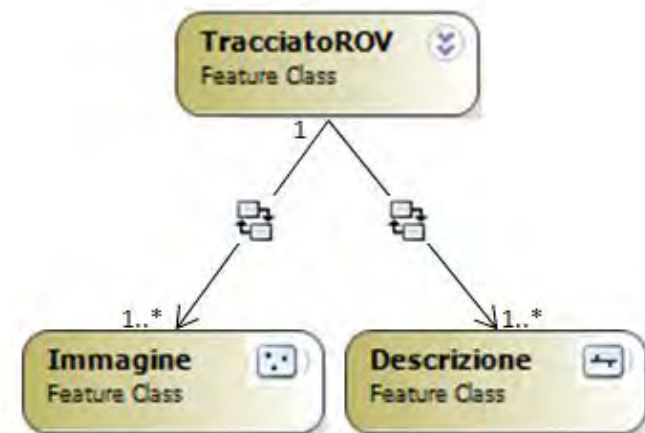 TracciatoROV
Feature Class
1
1..*
1..*
Immagine
Feature Class
Descrizione
Feature Class